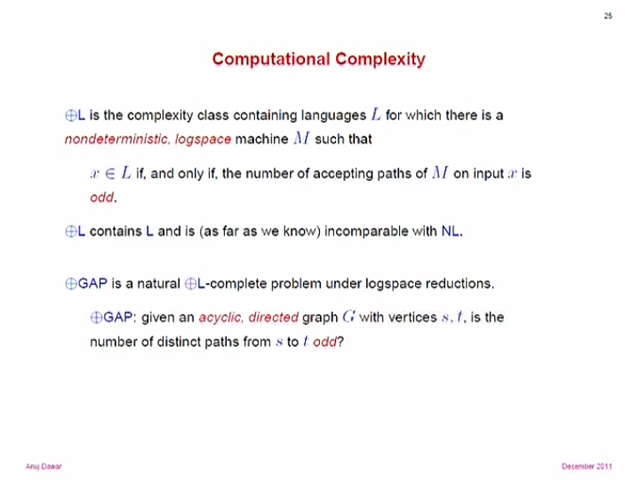 25
Computational Complexity
⊕L is the complexity class containing languages L for which there is a
nondeterministic, logspace machine M such that
x ∈ L if, and only if, the number of accepting paths of M on input x is
odd.
⊕L contains L and is (as far as we know) incomparable with NL.
⊕GAP is a natural ⊕L-complete problem under logspace reductions.
⊕GAP: given an acyclic, directed graph G with vertices s, t, is the
number of distinct paths from s to t odd?
Anuj Dawar
December 2011